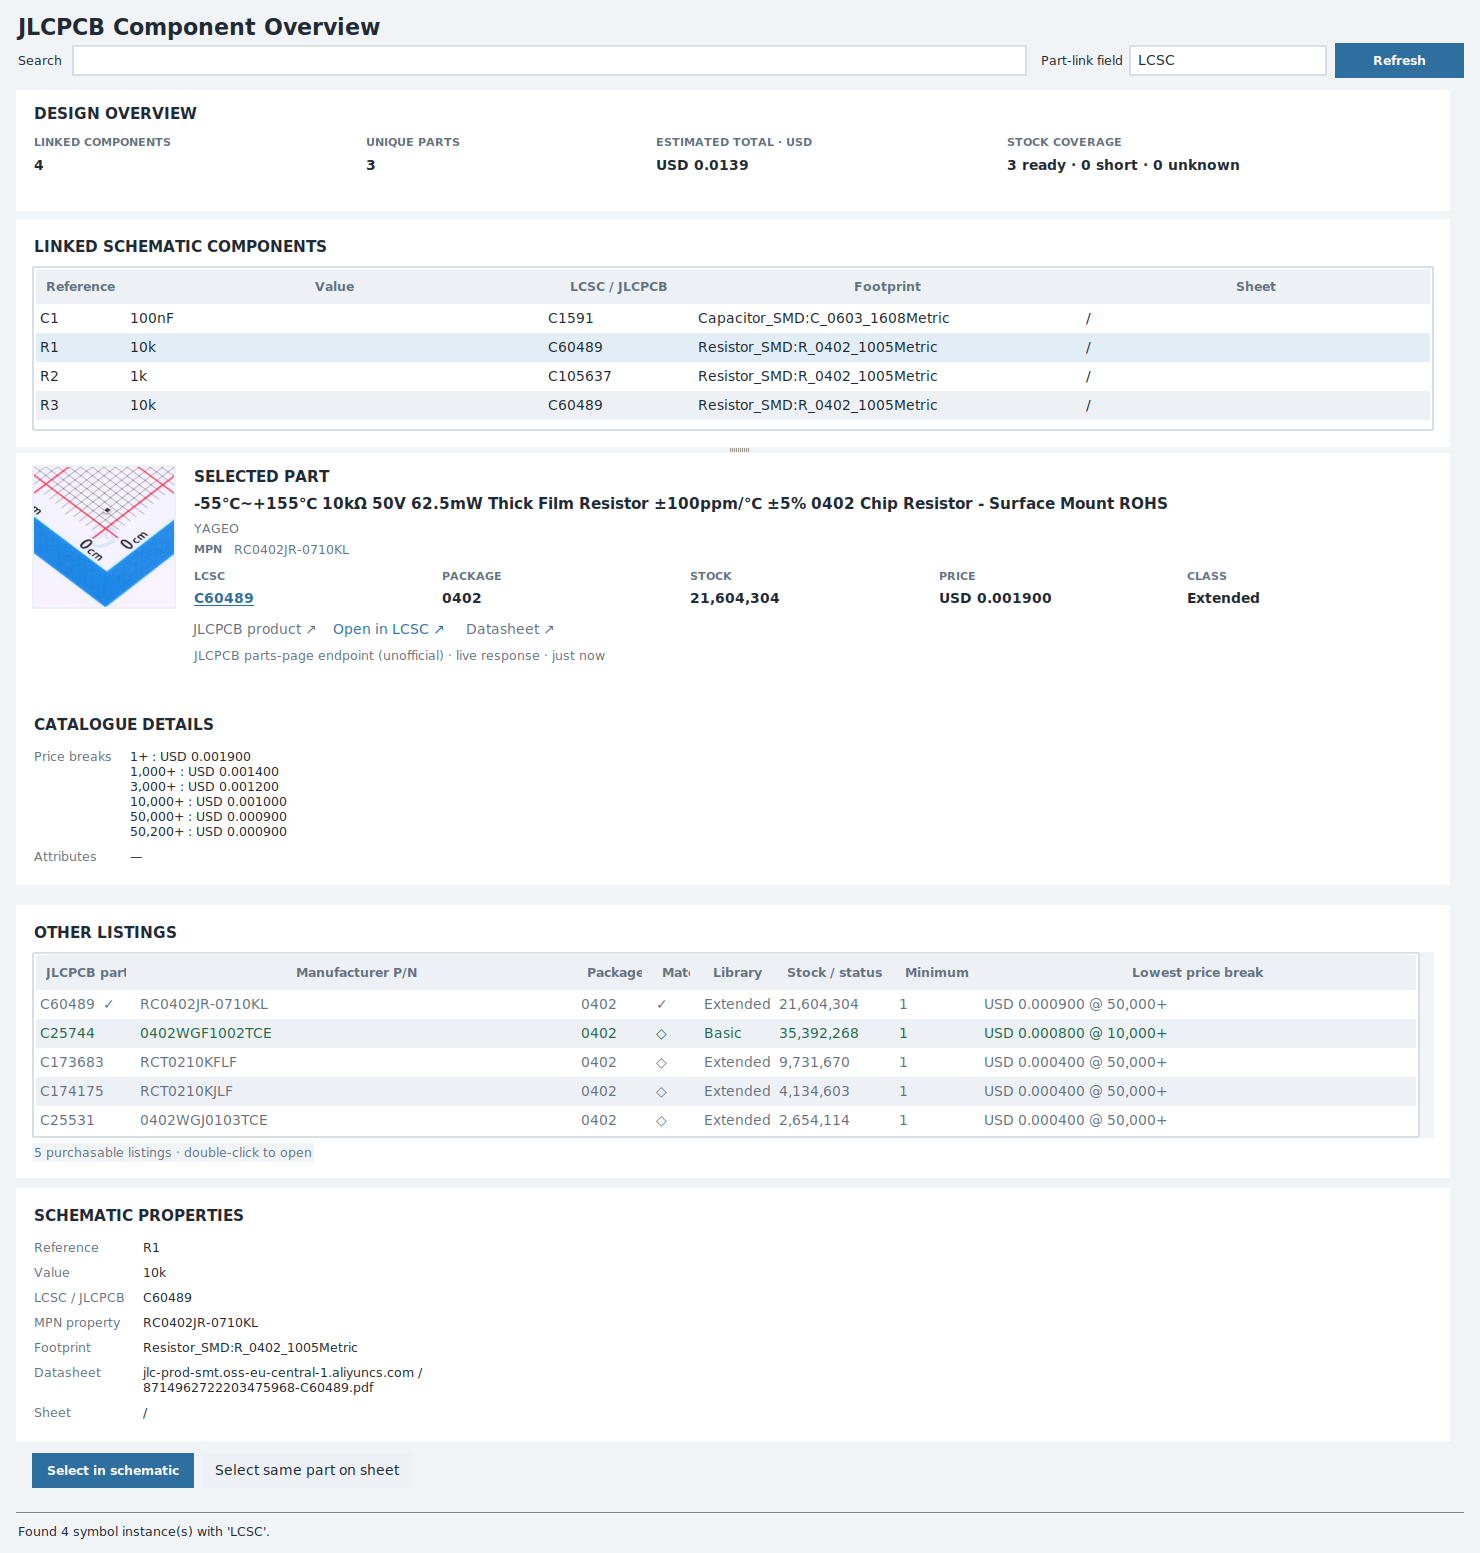 JLCPCB Component Overview
Search
Part-link field LCSC Refresh
DESIGN OVERVIEW
LINKED COMPONENTS UNIQUE PARTS ESTIMATED TOTAL · USD STOCK COVERAGE
4 3 USD 0.0139 3 ready · 0 short · 0 unknown
LINKED SCHEMATIC COMPONENTS
Reference Value LCSC / JLCPCB Footprint Sheet
C1 100nF C1591 Capacitor_SMD:C_0603_1608Metric /
R1 10k C60489 Resistor_SMD:R_0402_1005Metric /
R2 1k C105637 Resistor_SMD:R_0402_1005Metric /
R3 10k C60489 Resistor_SMD:R_0402_1005Metric /
0cm 0cm
SELECTED PART
-55℃~+155℃ 10kΩ 50V 62.5mW Thick Film Resistor ±100ppm/℃ ±5% 0402 Chip Resistor - Surface Mount ROHS
YAGEO
MPN RC0402JR-0710KL
LCSC PACKAGE STOCK PRICE CLASS
C60489 0402 21,604,304 USD 0.001900 Extended
JLCPCB product ↗ Open in LCSC ↗ Datasheet ↗
JLCPCB parts-page endpoint (unofficial) · live response · just now
CATALOGUE DETAILS
Price breaks 1+ : USD 0.001900
1,000+ : USD 0.001400
3,000+ : USD 0.001200
10,000+ : USD 0.001000
50,000+ : USD 0.000900
50,200+ : USD 0.000900
Attributes —
OTHER LISTINGS
JLCPCB part Manufacturer P/N Package Matc Library Stock / status Minimum Lowest price break
C60489 ✓ RC0402JR-0710KL 0402 ✓ Extended 21,604,304 1 USD 0.000900 @ 50,000+
C25744 0402WGF1002TCE 0402 ◇ Basic 35,392,268 1 USD 0.000800 @ 10,000+
C173683 RCT0210KFLF 0402 ◇ Extended 9,731,670 1 USD 0.000400 @ 50,000+
C174175 RCT0210KJLF 0402 ◇ Extended 4,134,603 1 USD 0.000400 @ 50,000+
C25531 0402WGJ0103TCE 0402 ◇ Extended 2,654,114 1 USD 0.000400 @ 50,000+
5 purchasable listings · double-click to open
SCHEMATIC PROPERTIES
Reference R1
Value 10k
LCSC / JLCPCB C60489
MPN property RC0402JR-0710KL
Footprint Resistor_SMD:R_0402_1005Metric
Datasheet jlc-prod-smt.oss-eu-central-1.aliyuncs.com /
8714962722203475968-C60489.pdf
Sheet /
Select in schematic Select same part on sheet
Found 4 symbol instance(s) with 'LCSC'.